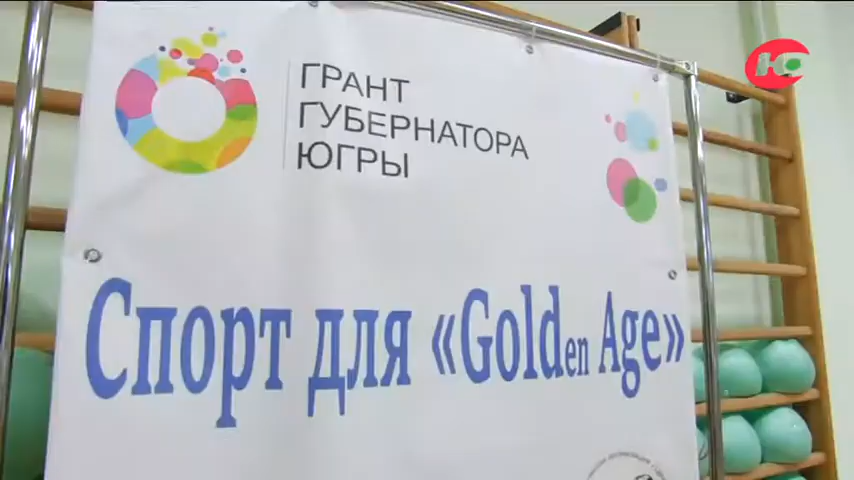 ГРАНТ
ГУБЕРНАТОРА
ЮГРЫ
Спорт для «Golden Age»
Ю